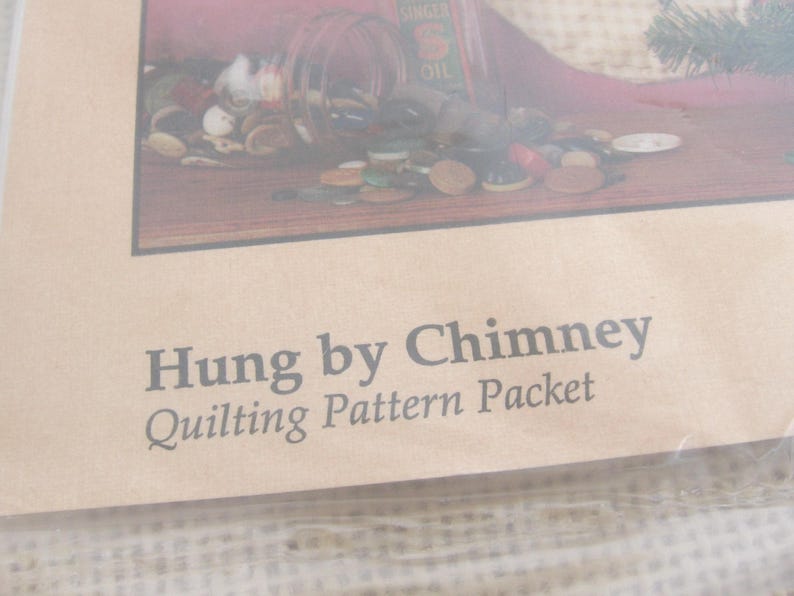 SINGER
S
OIL
Hung by Chimney
Quilting Pattern Packet